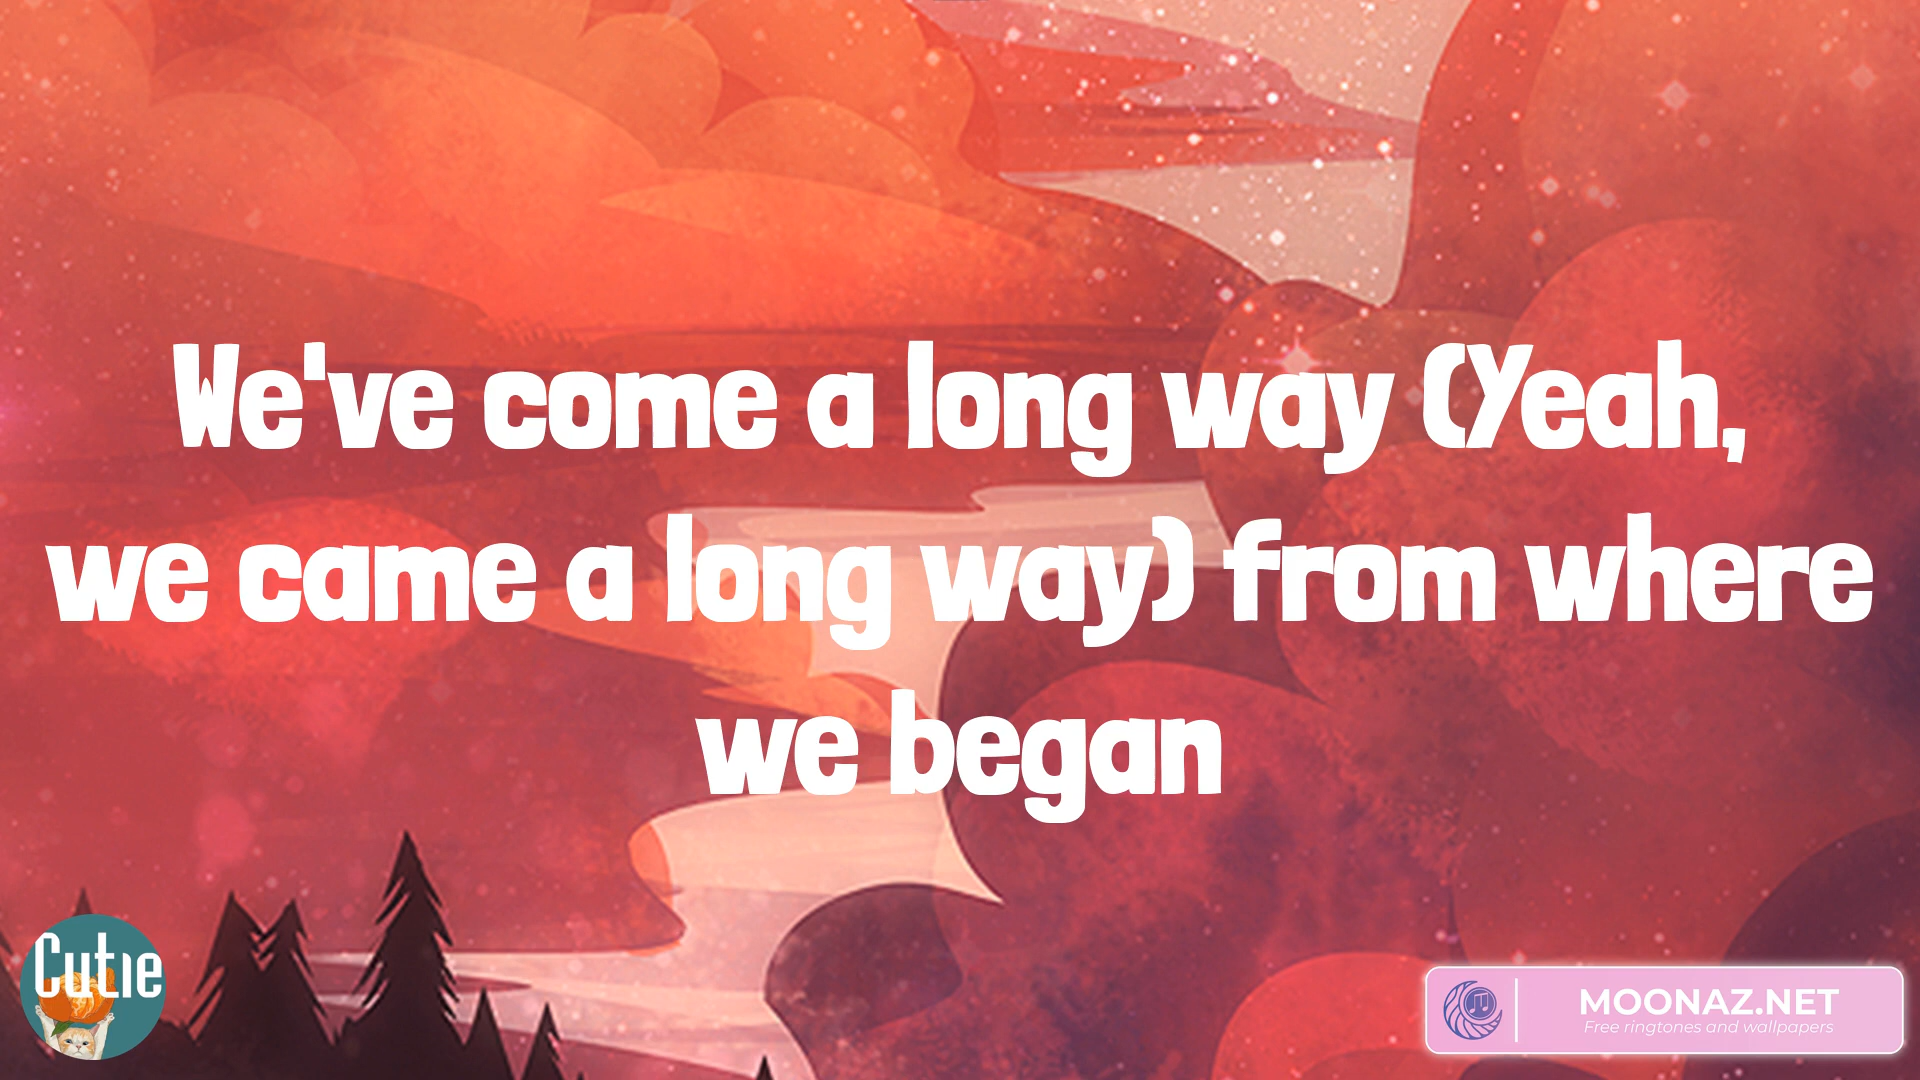 We've come a long way (Yeah,
we came a long way) from where
we began
Cutie
MOONAZ.NET
Free ringtones and wallpapers